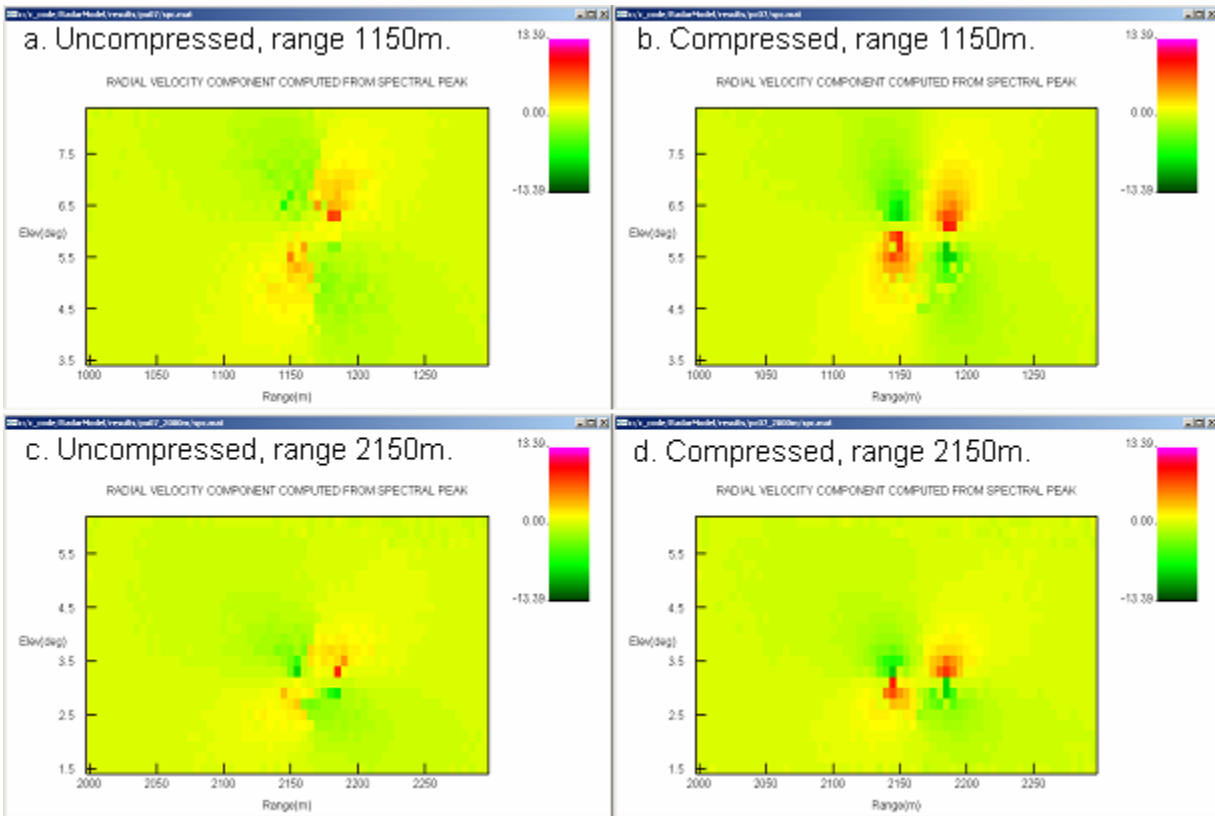 c:/c_code/RadarModel/results/pc07/spc.mat
a. Uncompressed, range 1150m.
RADIAL VELOCITY COMPONENT COMPUTED FROM SPECTRAL PEAK
13.39
0.00
-13.39
7.5
6.5
Elev(deg)
5.5
4.5
3.5
1000 1050 1100 1150 1200 1250
Range(m)
b. Compressed, range 1150m.
RADIAL VELOCITY COMPONENT COMPUTED FROM SPECTRAL PEAK
13.39
0.00
-13.39
7.5
6.5
Elev(deg)
5.5
4.5
3.5
1000 1050 1100 1150 1200 1250
Range(m)
c. Uncompressed, range 2150m.
RADIAL VELOCITY COMPONENT COMPUTED FROM SPECTRAL PEAK
13.39
0.00
-13.39
5.5
4.5
Elev(deg)
3.5
2.5
1.5
2000 2050 2100 2150 2200 2250
Range(m)
d. Compressed, range 2150m.
RADIAL VELOCITY COMPONENT COMPUTED FROM SPECTRAL PEAK
13.39
0.00
-13.39
5.5
4.5
Elev(deg)
3.5
2.5
1.5
2000 2050 2100 2150 2200 2250
Range(m)